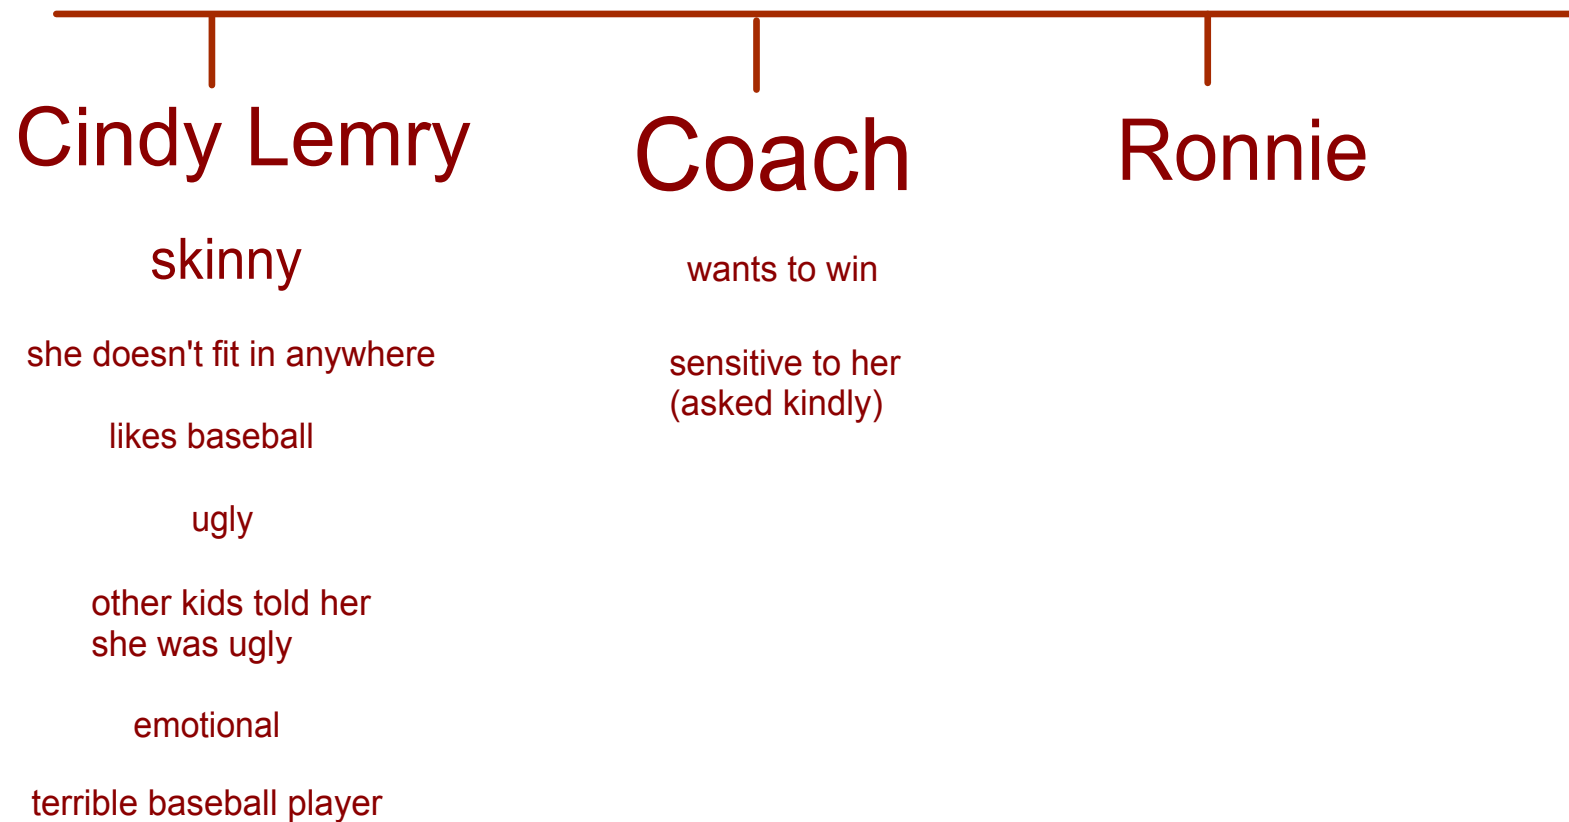 Cindy Lemry
skinny
she doesn't fit in anywhere
likes baseball
ugly
other kids told her
she was ugly
emotional
terrible baseball player
Coach
wants to win
sensitive to her
(asked kindly)
Ronnie